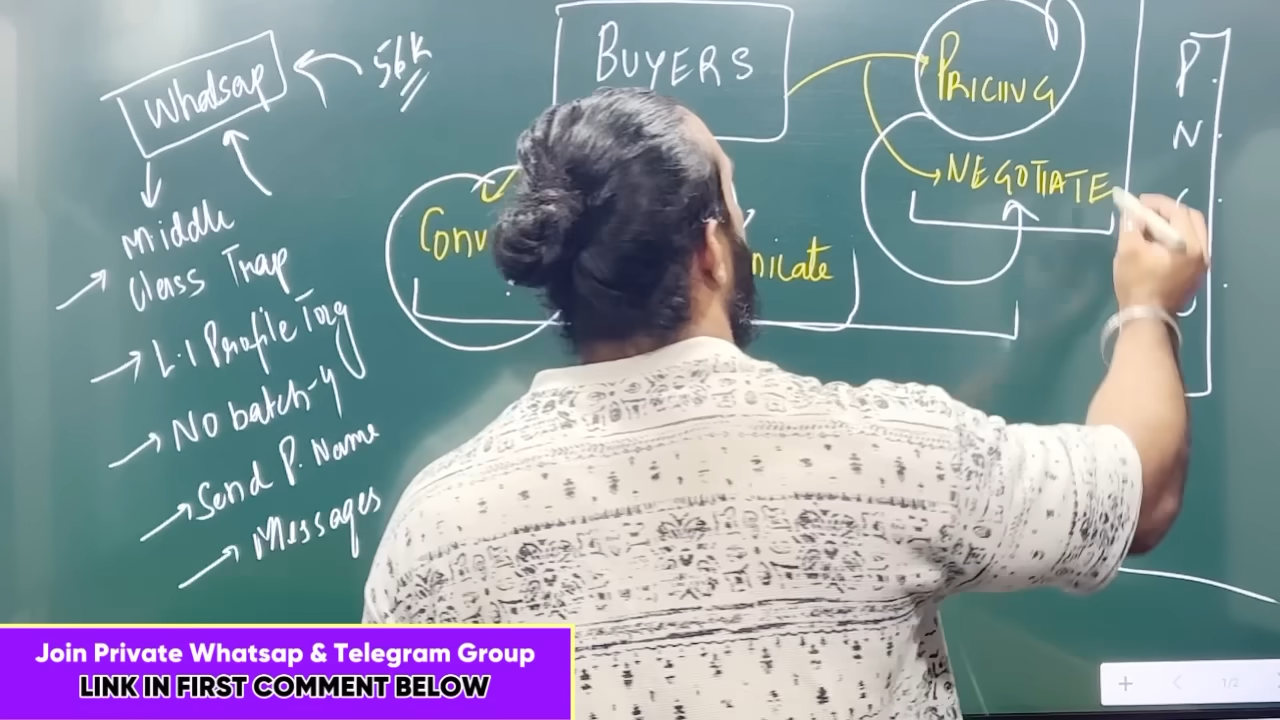 Whatsap
56K
Middle
Class Trap
L.I Profile Targ
No batch-y
Send P. Name
Messages
BUYERS
PRICING
NEGOTIATE
P
N
Join Private Whatsap & Telegram Group
LINK IN FIRST COMMENT BELOW
1/2